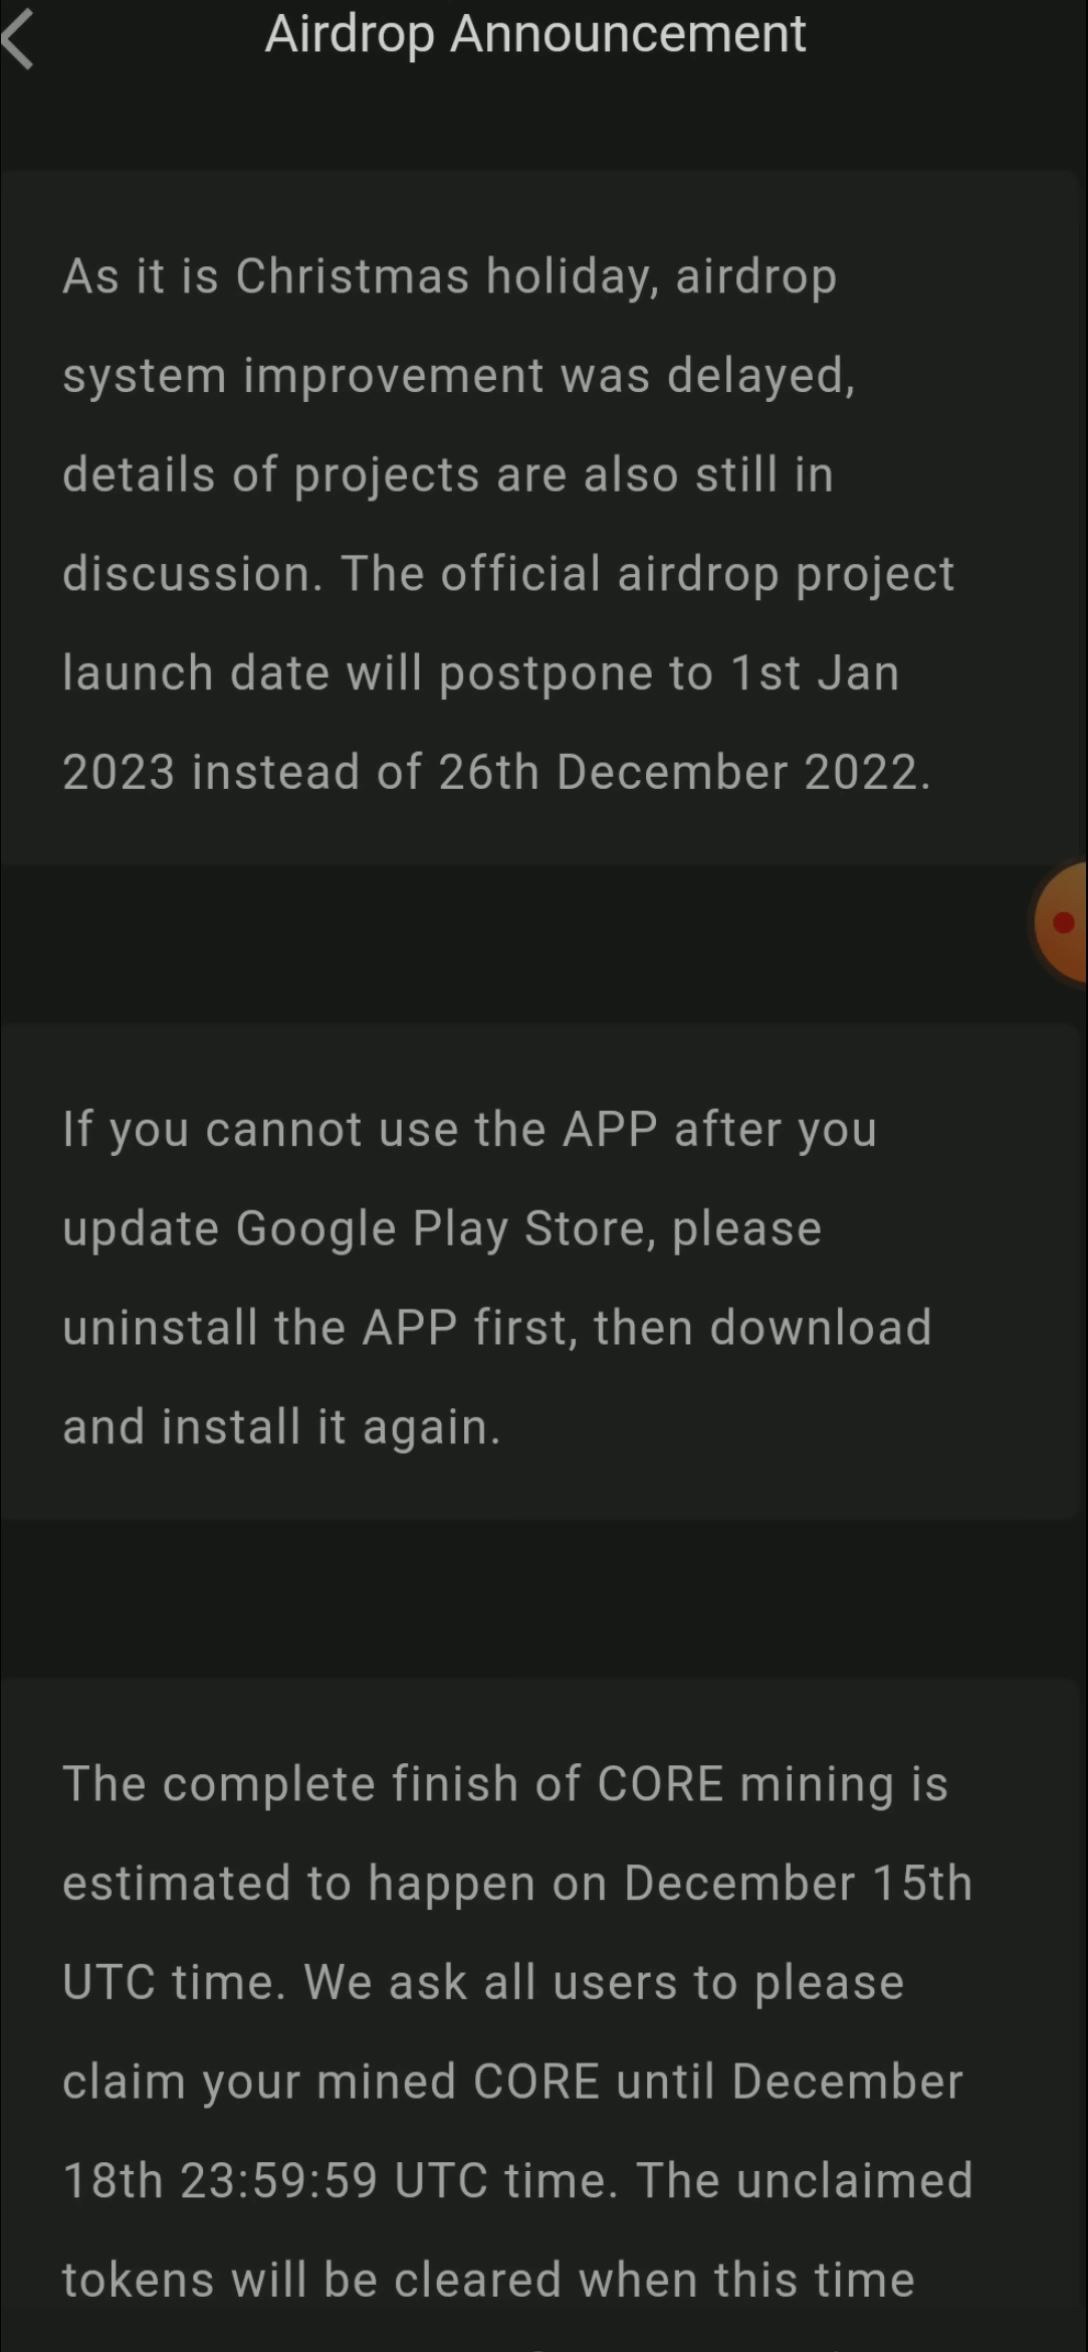 Airdrop Announcement
As it is Christmas holiday, airdrop
system improvement was delayed,
details of projects are also still in
discussion. The official airdrop project
launch date will postpone to 1st Jan
2023 instead of 26th December 2022.
If you cannot use the APP after you
update Google Play Store, please
uninstall the APP first, then download
and install it again.
The complete finish of CORE mining is
estimated to happen on December 15th
UTC time. We ask all users to please
claim your mined CORE until December
18th 23:59:59 UTC time. The unclaimed
tokens will be cleared when this time